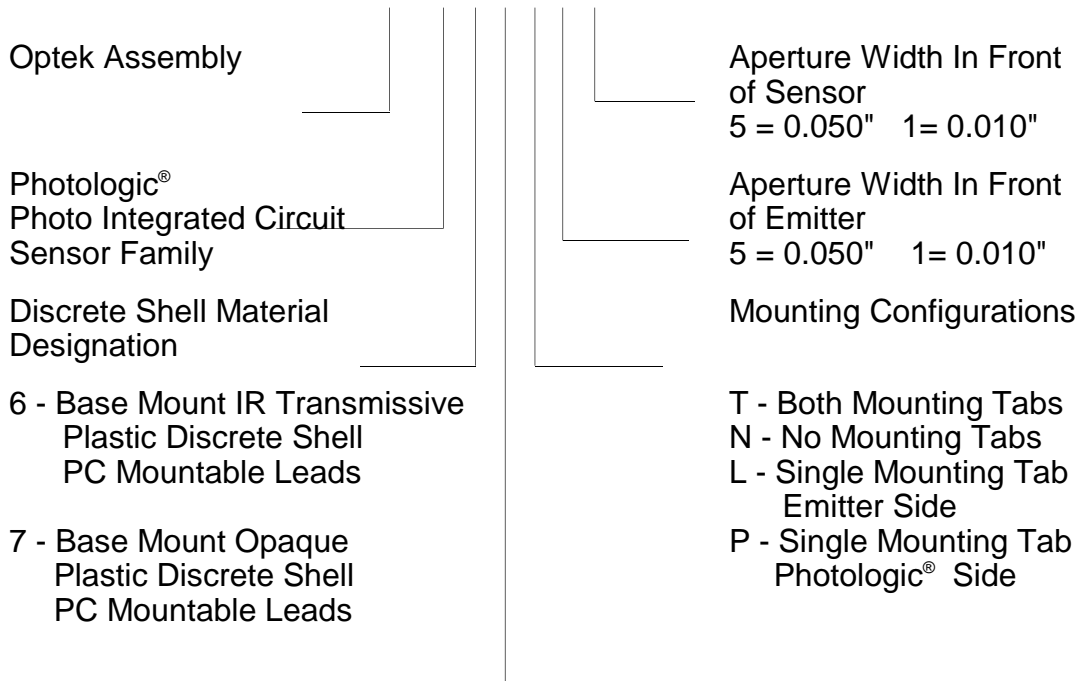 Optek Assembly
Photologic®
Photo Integrated Circuit
Sensor Family
Discrete Shell Material
Designation
6 - Base Mount IR Transmissive
Plastic Discrete Shell
PC Mountable Leads
7 - Base Mount Opaque
Plastic Discrete Shell
PC Mountable Leads
Aperture Width In Front
of Sensor
5 = 0.050" 1= 0.010"
Aperture Width In Front
of Emitter
5 = 0.050" 1= 0.010"
Mounting Configurations
T - Both Mounting Tabs
N - No Mounting Tabs
L - Single Mounting Tab
Emitter Side
P - Single Mounting Tab
Photologic® Side